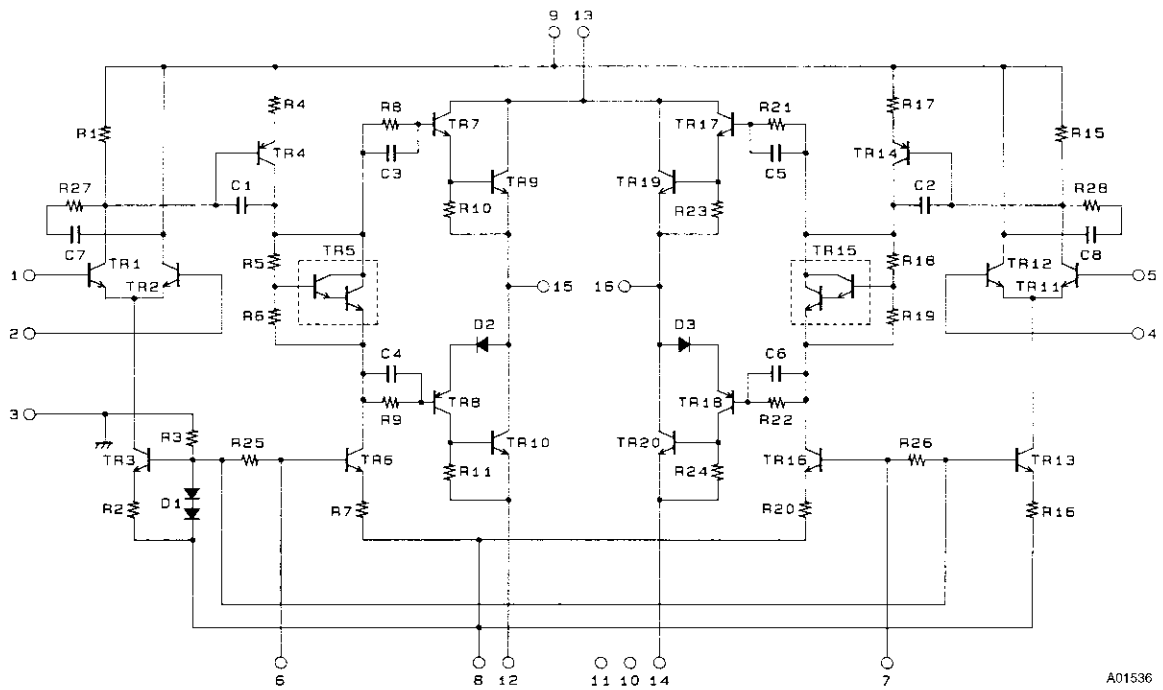 9 13
R4 R8 TR7 TR17 R21 R17
R1 TR4 C3 C5 TR14 R15
R27 C1 TR9 TR19 C2 R28
R10 R23
C7 TR5 TR15 C8
1 TR1 TR2 R5 R18 TR12 TR11 5
15 16
2 R6 R19 4
D2 D3
C4 C6
3 R3 R9 TR8 TR18 R22
TR3 R25 TR6 TR10 TR20 TR16 R26 TR13
R11 R24
R2 D1 R7 R20 R16
6 8 12 11 10 14 7
A01536